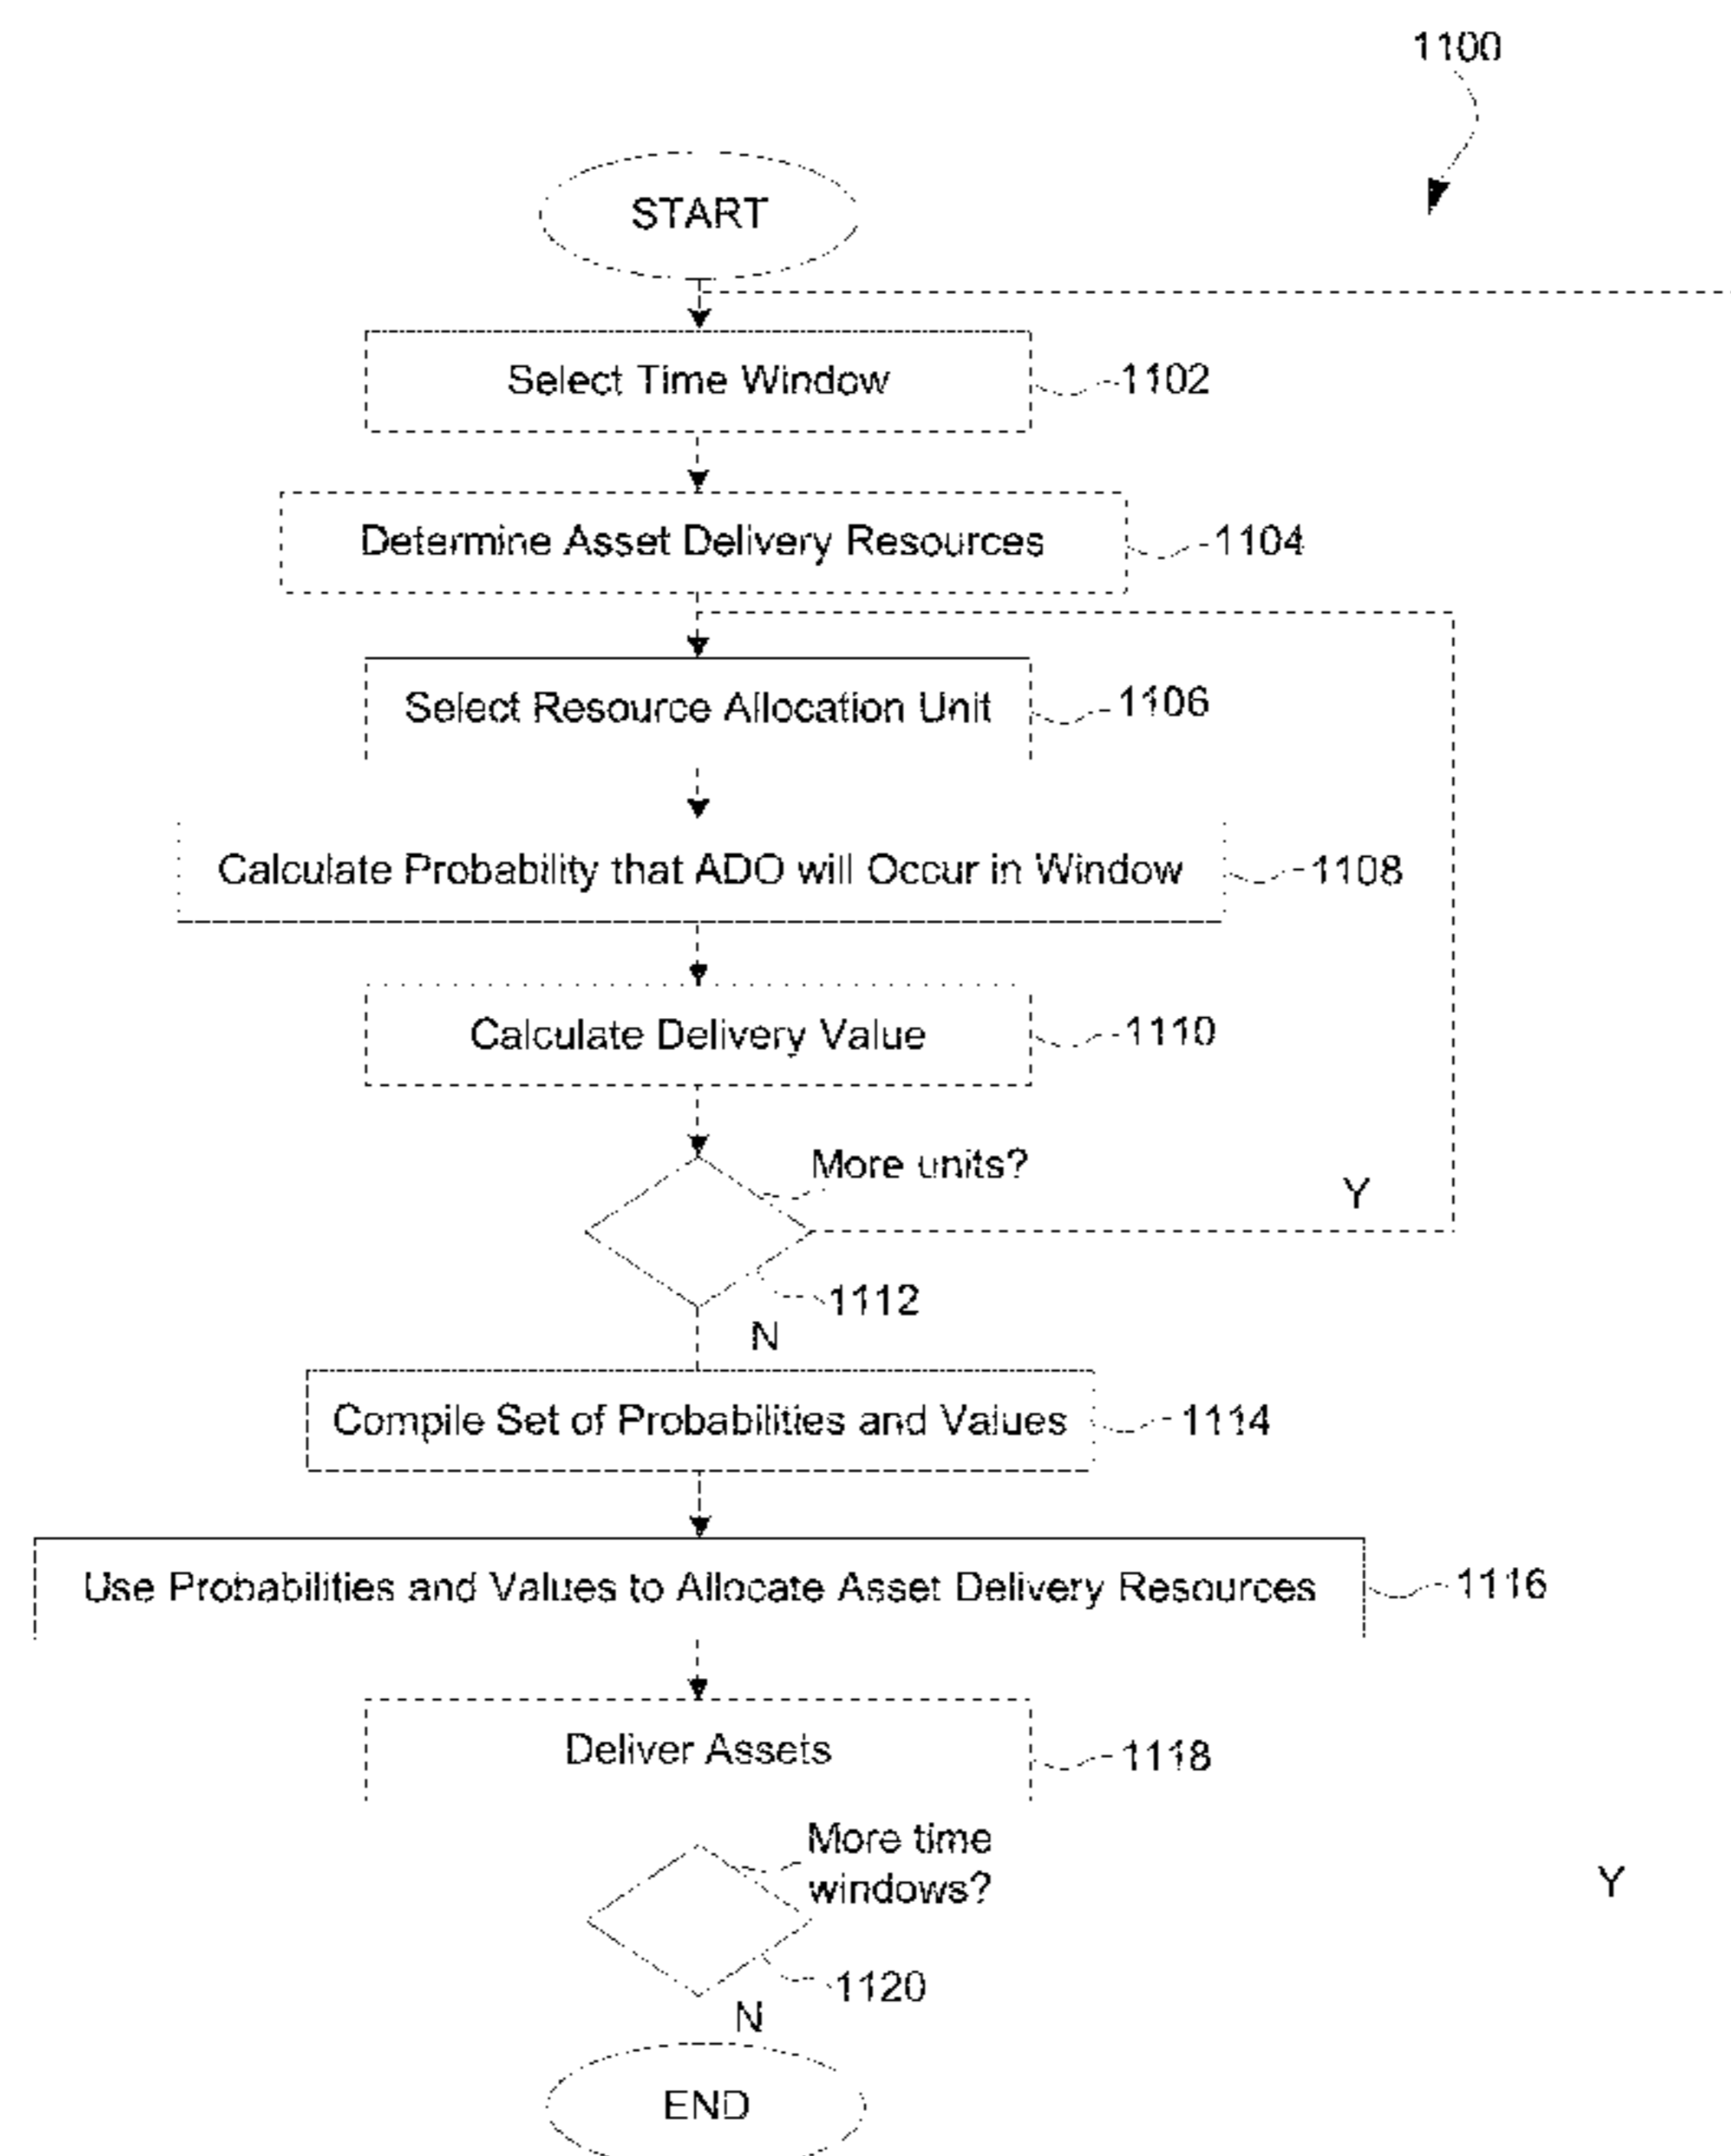 1100
START
Select Time Window
1102
Determine Asset Delivery Resources
1104
Select Resource Allocation Unit
1106
Calculate Probability that ADO will Occur in Window
1108
Calculate Delivery Value
1110
More units?
Y
1112
N
Compile Set of Probabilities and Values
1114
Use Probabilities and Values to Allocate Asset Delivery Resources
1116
Deliver Assets
1118
More time
windows?
Y
1120
N
END